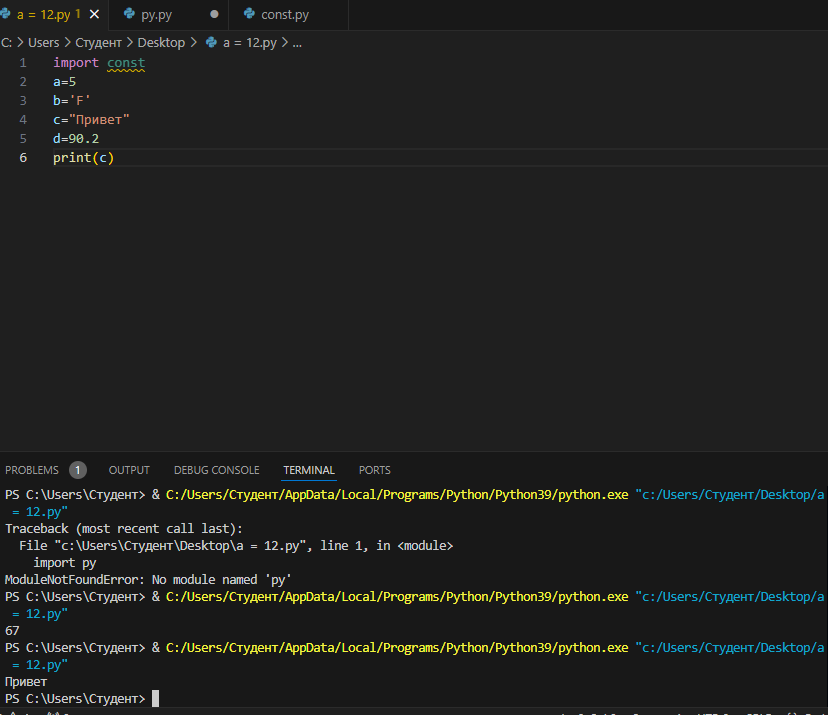 a = 12.py 1
py.py
const.py
C: > Users > Студент > Desktop > a = 12.py > ...
1 import const
2 a=5
3 b='F'
4 c="Привет"
5 d=90.2
6 print(c)
PROBLEMS 1 OUTPUT DEBUG CONSOLE TERMINAL PORTS
PS C:\Users\Студент> & C:/Users/Студент/AppData/Local/Programs/Python/Python39/python.exe "c:/Users/Студент/Desktop/a
= 12.py"
Traceback (most recent call last):
File "c:\Users\Студент\Desktop\a = 12.py", line 1, in <module>
import py
ModuleNotFoundError: No module named 'py'
PS C:\Users\Студент> & C:/Users/Студент/AppData/Local/Programs/Python/Python39/python.exe "c:/Users/Студент/Desktop/a
= 12.py"
67
PS C:\Users\Студент> & C:/Users/Студент/AppData/Local/Programs/Python/Python39/python.exe "c:/Users/Студент/Desktop/a
= 12.py"
Привет
PS C:\Users\Студент>